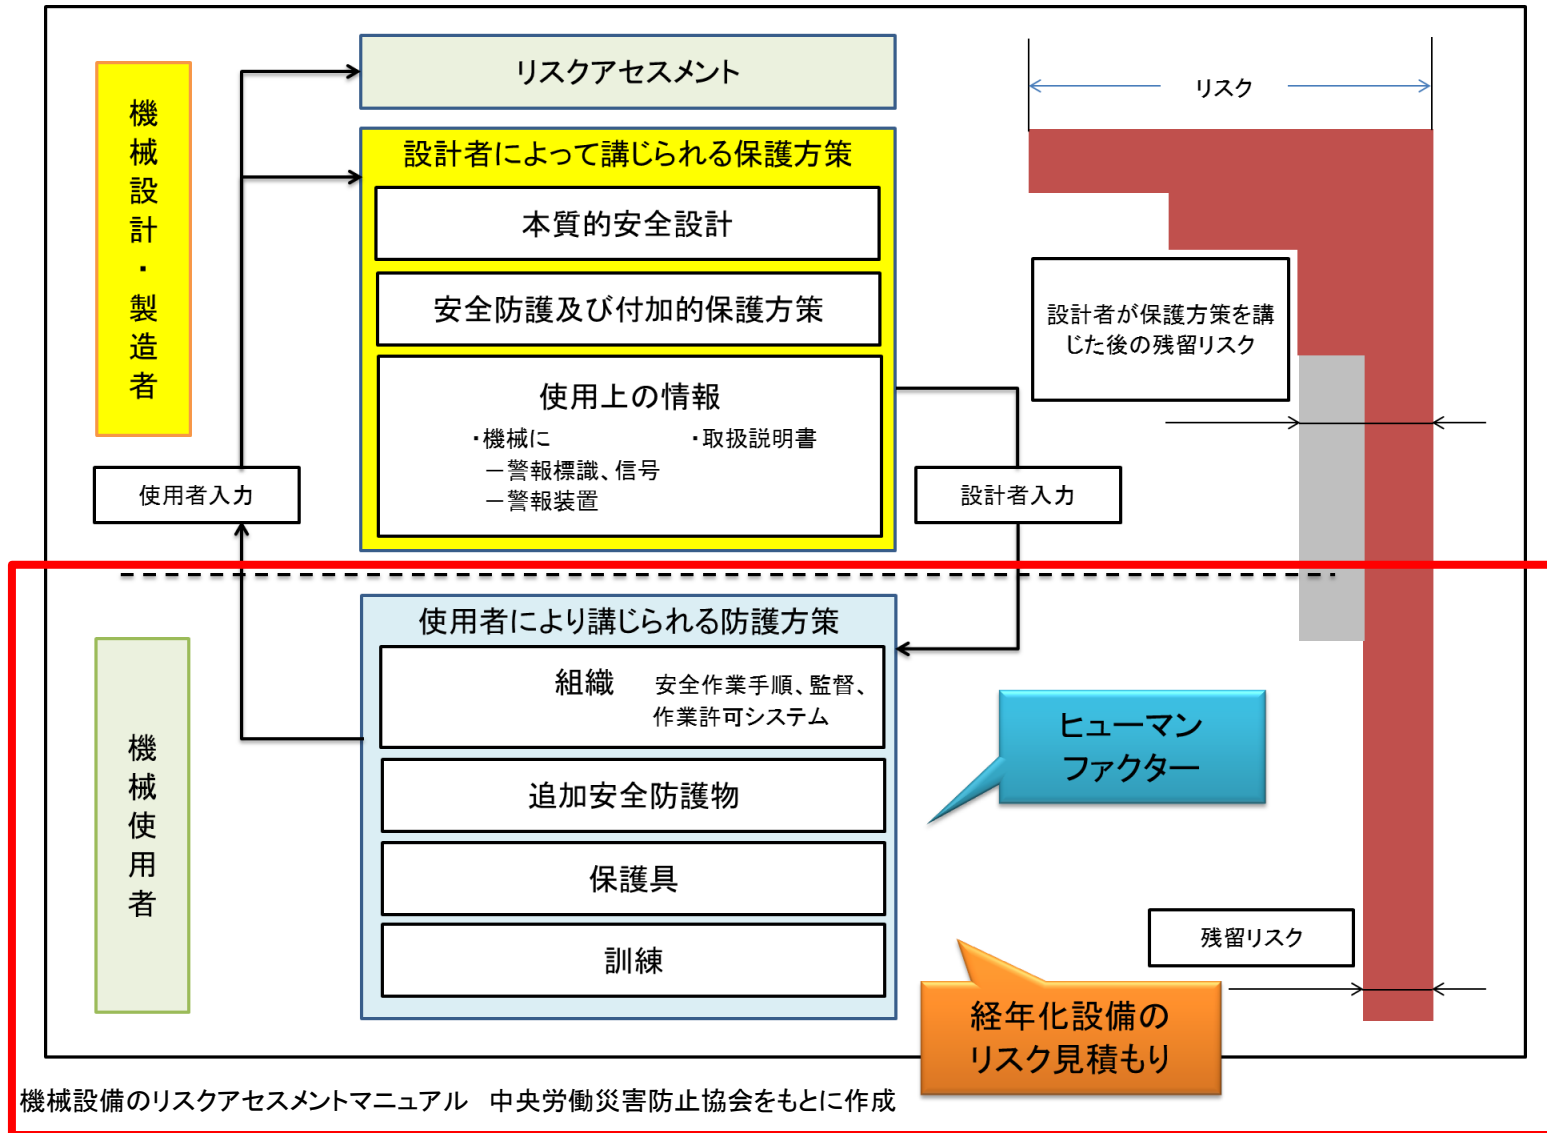 リスクアセスメント
リスク
機械設計・製造者
設計者によって講じられる保護方策
本質的安全設計
安全防護及び付加的保護方策
設計者が保護方策を講
じた後の残留リスク
使用上の情報
・機械に
・取扱説明書
－警報標識、信号
－警報装置
使用者入力
設計者入力
使用者により講じられる防護方策
機械使用者
組織 安全作業手順、監督、
作業許可システム
ヒューマン
ファクター
追加安全防護物
保護具
訓練
残留リスク
経年化設備の
リスク見積もり
機械設備のリスクアセスメントマニュアル 中央労働災害防止協会をもとに作成